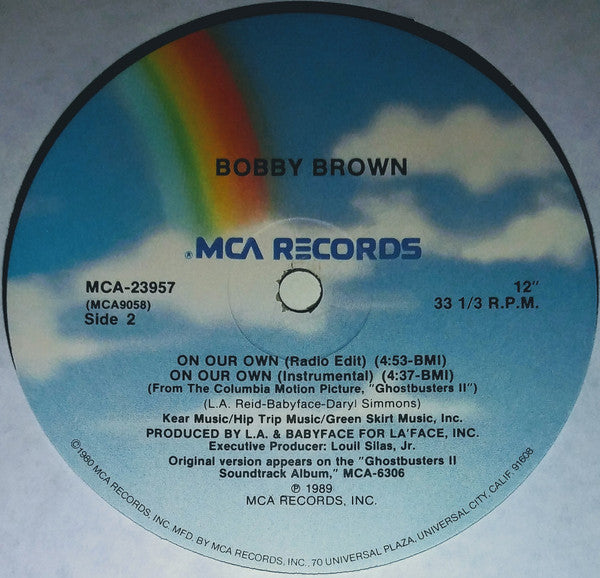 BOBBY BROWN
® MCA RECORDS
MCA-23957
(MCA9058)
Side 2
12"
33 1/3 R.P.M.
ON OUR OWN (Radio Edit) (4:53-BMI)
ON OUR OWN (Instrumental) (4:37-BMI)
(From The Columbia Motion Picture, "Ghostbusters II")
(L.A. Reid-Babyface-Daryl Simmons)
Kear Music/Hip Trip Music/Green Skirt Music, Inc.
PRODUCED BY L.A. & BABYFACE FOR LA'FACE, INC.
Executive Producer: Louil Silas, Jr.
Original version appears on the "Ghostbusters II
Soundtrack Album," MCA-6306
℗ 1989
MCA RECORDS, INC.
©1980 MCA RECORDS, INC. MFD. BY MCA RECORDS, INC., 70 UNIVERSAL PLAZA, UNIVERSAL CITY, CALIF. 91608